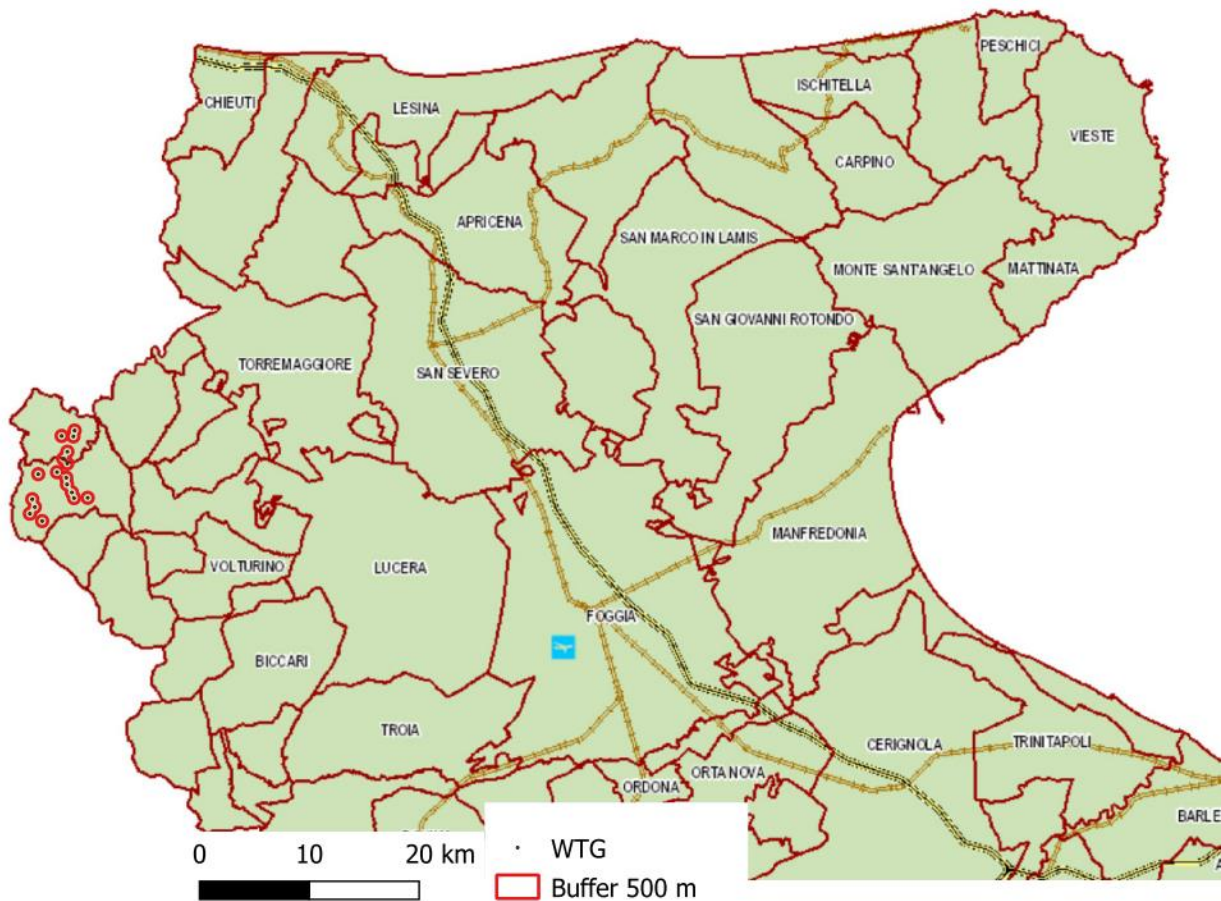 PESCHICI
ISCHITELLA
CHIEUTI
LESINA
VIESTE
CARPINO
APRICENA
SAN MARCO IN LAMIS
MONTE SANT'ANGELO
MATTINATA
SAN GIOVANNI ROTONDO
TORREMAGGIORE
SAN SEVERO
MANFREDONIA
VOLTURINO
LUCERA
FOGGIA
BICCARI
TROIA
CERIGNOLA
TRINITAPOLI
ORTA NOVA
ORDONA
BARLE
0 10 20 km
WTG
Buffer 500 m